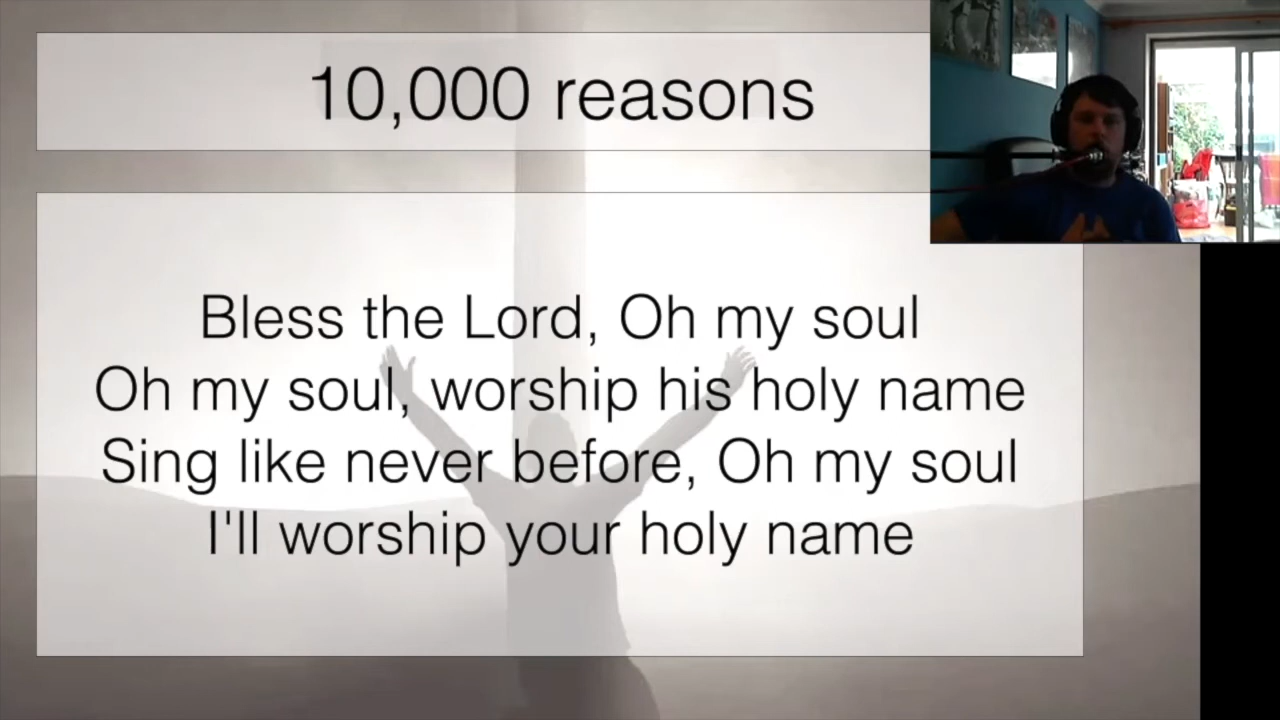 10,000 reasons
Bless the Lord, Oh my soul
Oh my soul, worship his holy name
Sing like never before, Oh my soul
I'll worship your holy name